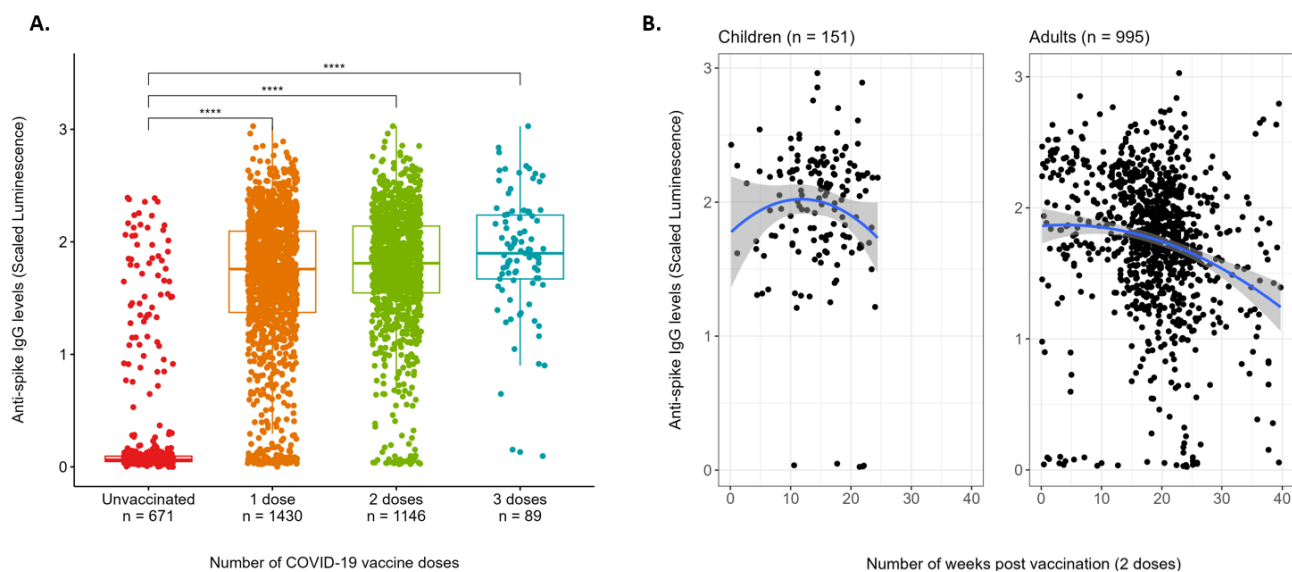 A.
Anti-spike IgG levels (Scaled Luminescence)
3
2
1
0
****
****
****
Unvaccinated
n = 671
1 dose
n = 1430
2 doses
n = 1146
3 doses
n = 89
Number of COVID-19 vaccine doses
B.
Children (n = 151)
Adults (n = 995)
Anti-spike IgG levels (Scaled Luminescence)
3
2
1
0
0 10 20 30 40
3
2
1
0
0 10 20 30 40
Number of weeks post vaccination (2 doses)